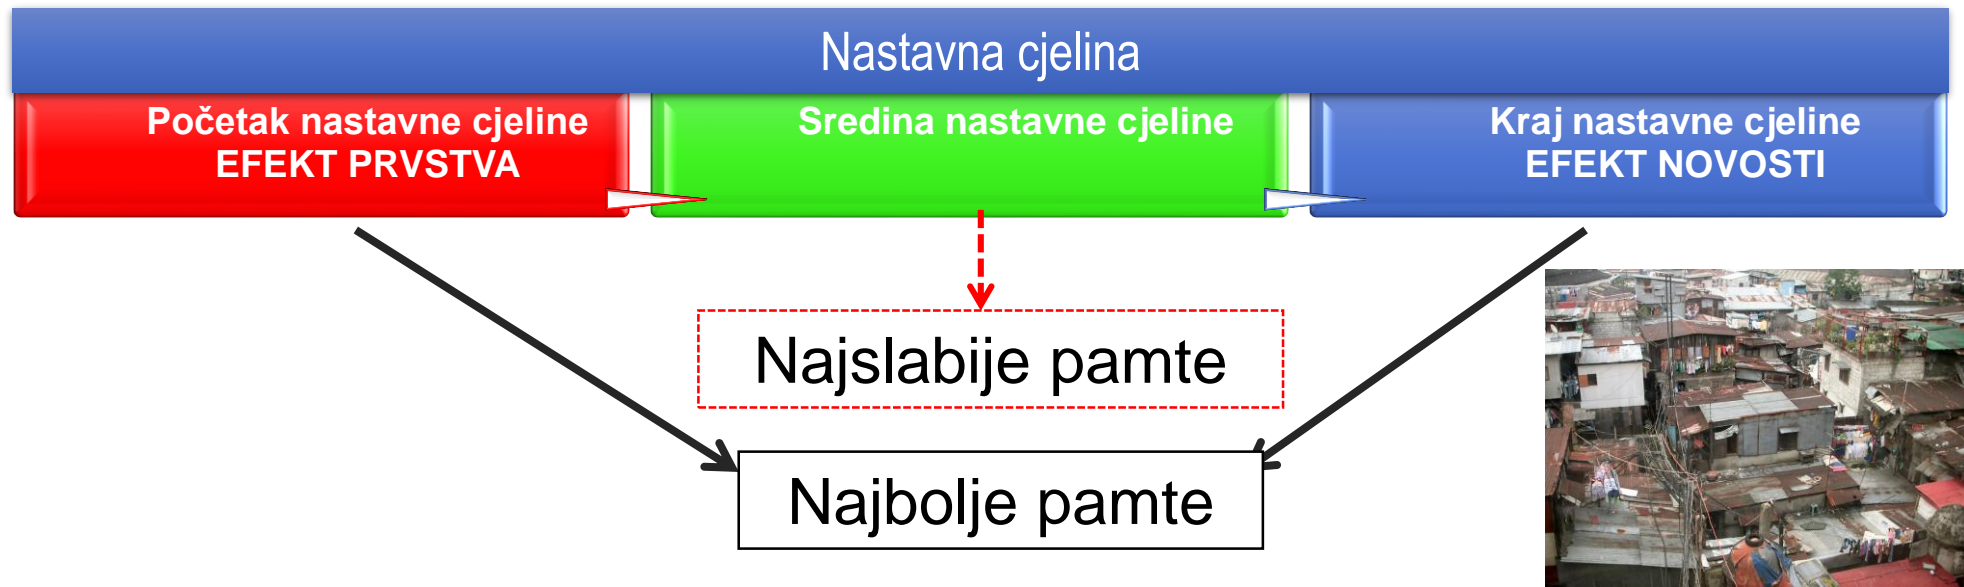 Nastavna cjelina
Početak nastavne cjeline
EFEKT PRVSTVA
Sredina nastavne cjeline
Kraj nastavne cjeline
EFEKT NOVOSTI
Najslabije pamte
Najbolje pamte